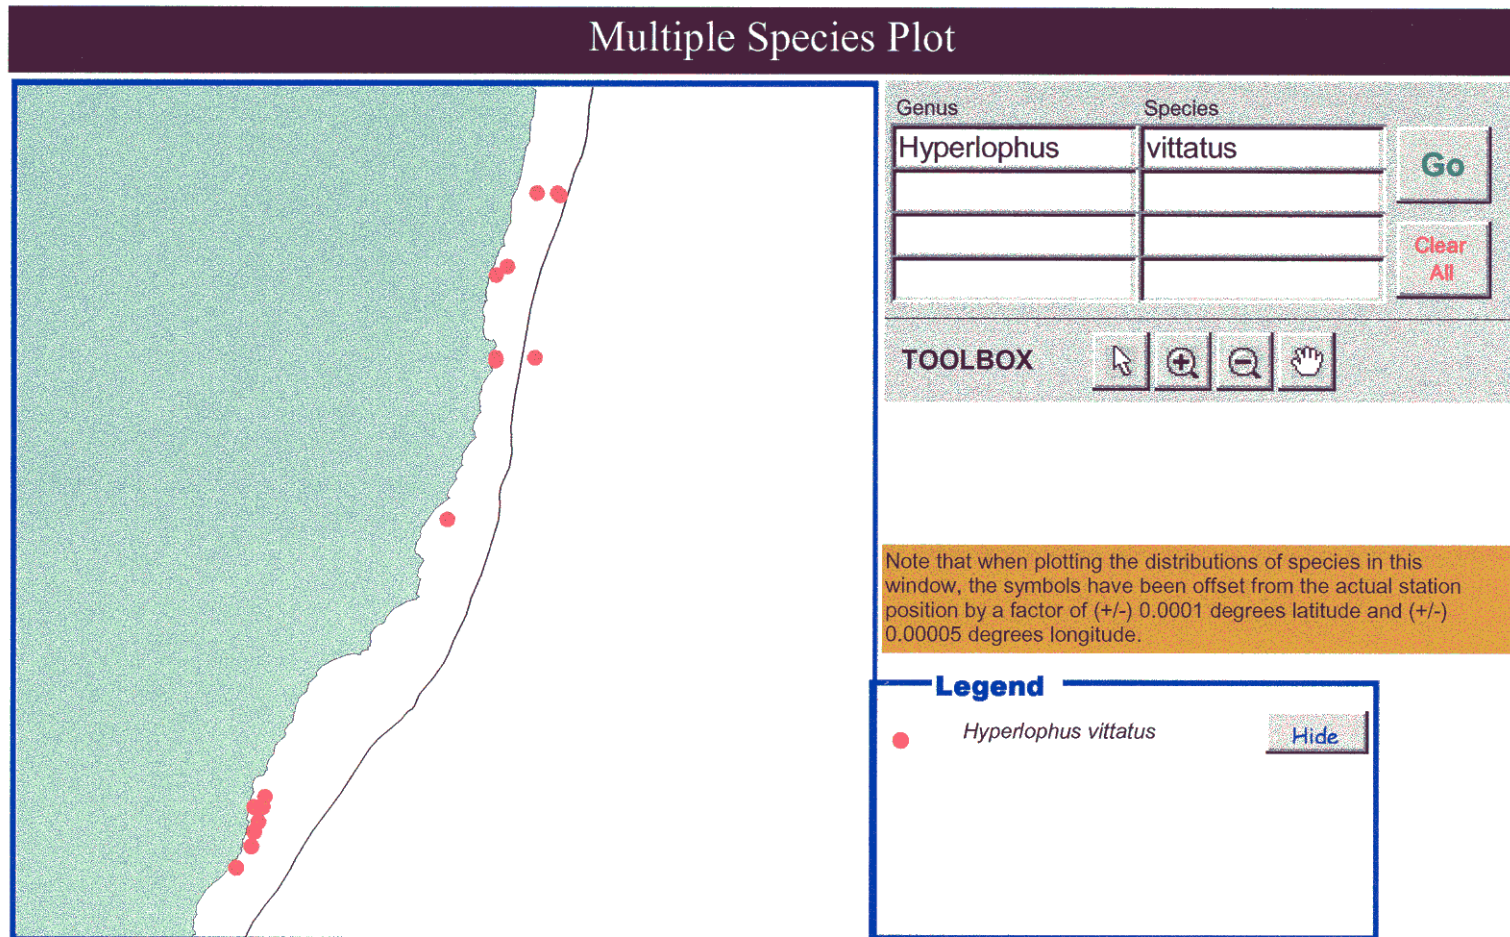 Multiple Species Plot
Genus Species
Hyperlophus vittatus
Go
Clear
All
TOOLBOX
Note that when plotting the distributions of species in this
window, the symbols have been offset from the actual station
position by a factor of (+/-) 0.0001 degrees latitude and (+/-)
0.00005 degrees longitude.
Legend
Hyperlophus vittatus
Hide